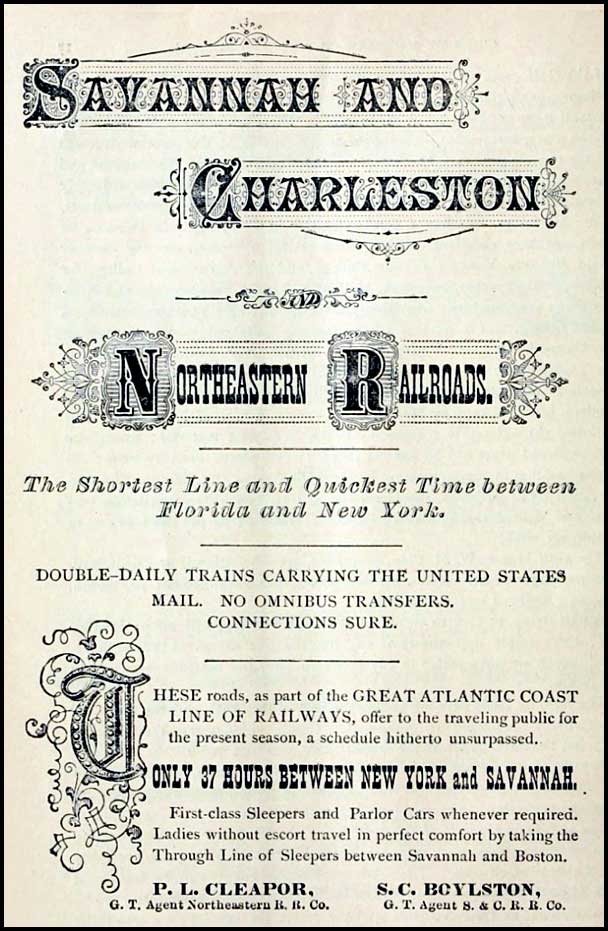 SAVANNAH AND
CHARLESTON
AND
NORTHEASTERN RAILROADS.
The Shortest Line and Quickest Time between
Florida and New York.
DOUBLE-DAILY TRAINS CARRYING THE UNITED STATES
MAIL. NO OMNIBUS TRANSFERS.
CONNECTIONS SURE.
THESE roads, as part of the GREAT ATLANTIC COAST
LINE OF RAILWAYS, offer to the traveling public for
the present season, a schedule hitherto unsurpassed.
ONLY 37 HOURS BETWEEN NEW YORK and SAVANNAH.
First-class Sleepers and Parlor Cars whenever required.
Ladies without escort travel in perfect comfort by taking the
Through Line of Sleepers between Savannah and Boston.
P. L. CLEAPOR, S. C. BOYLSTON,
G. T. Agent Northeastern R. R. Co. G. T. Agent S. & C. R. R. Co.